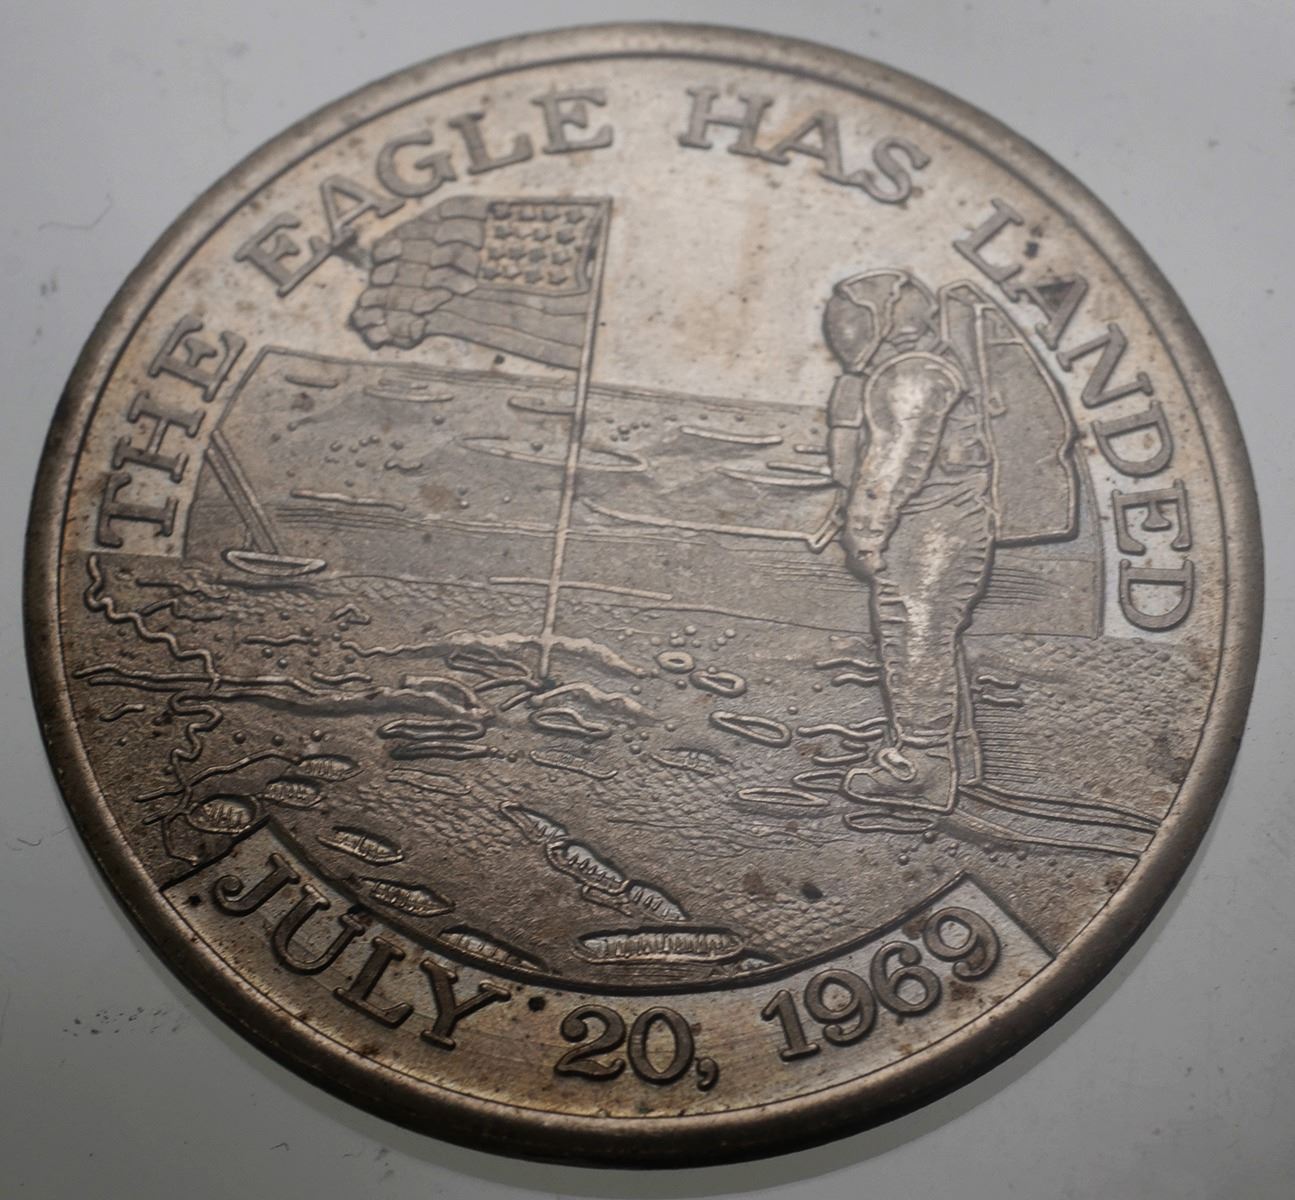 THE EAGLE HAS LANDED
JULY 20, 1969